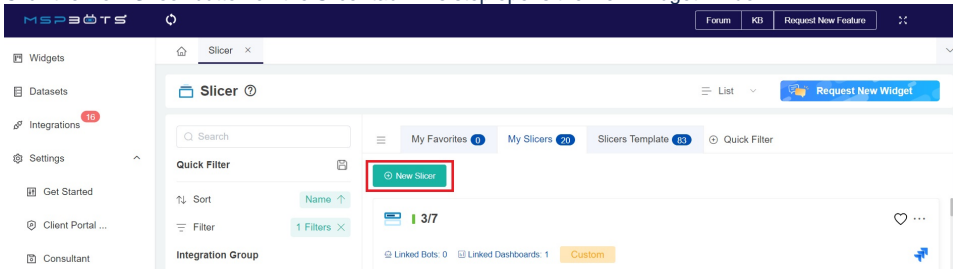 MSPBOTS
Forum KB Request New Feature
Widgets
Slicer ×
Datasets
Slicer
List
Request New Widget
Integrations 16
Search
My Favorites 0 My Slicers 20 Slicers Template 83 Quick Filter
Settings
Quick Filter
New Slicer
Get Started
Sort Name ↑
3/7
Client Portal ...
Filter 1 Filters ×
Consultant
Integration Group
Linked Bots: 0 Linked Dashboards: 1 Custom